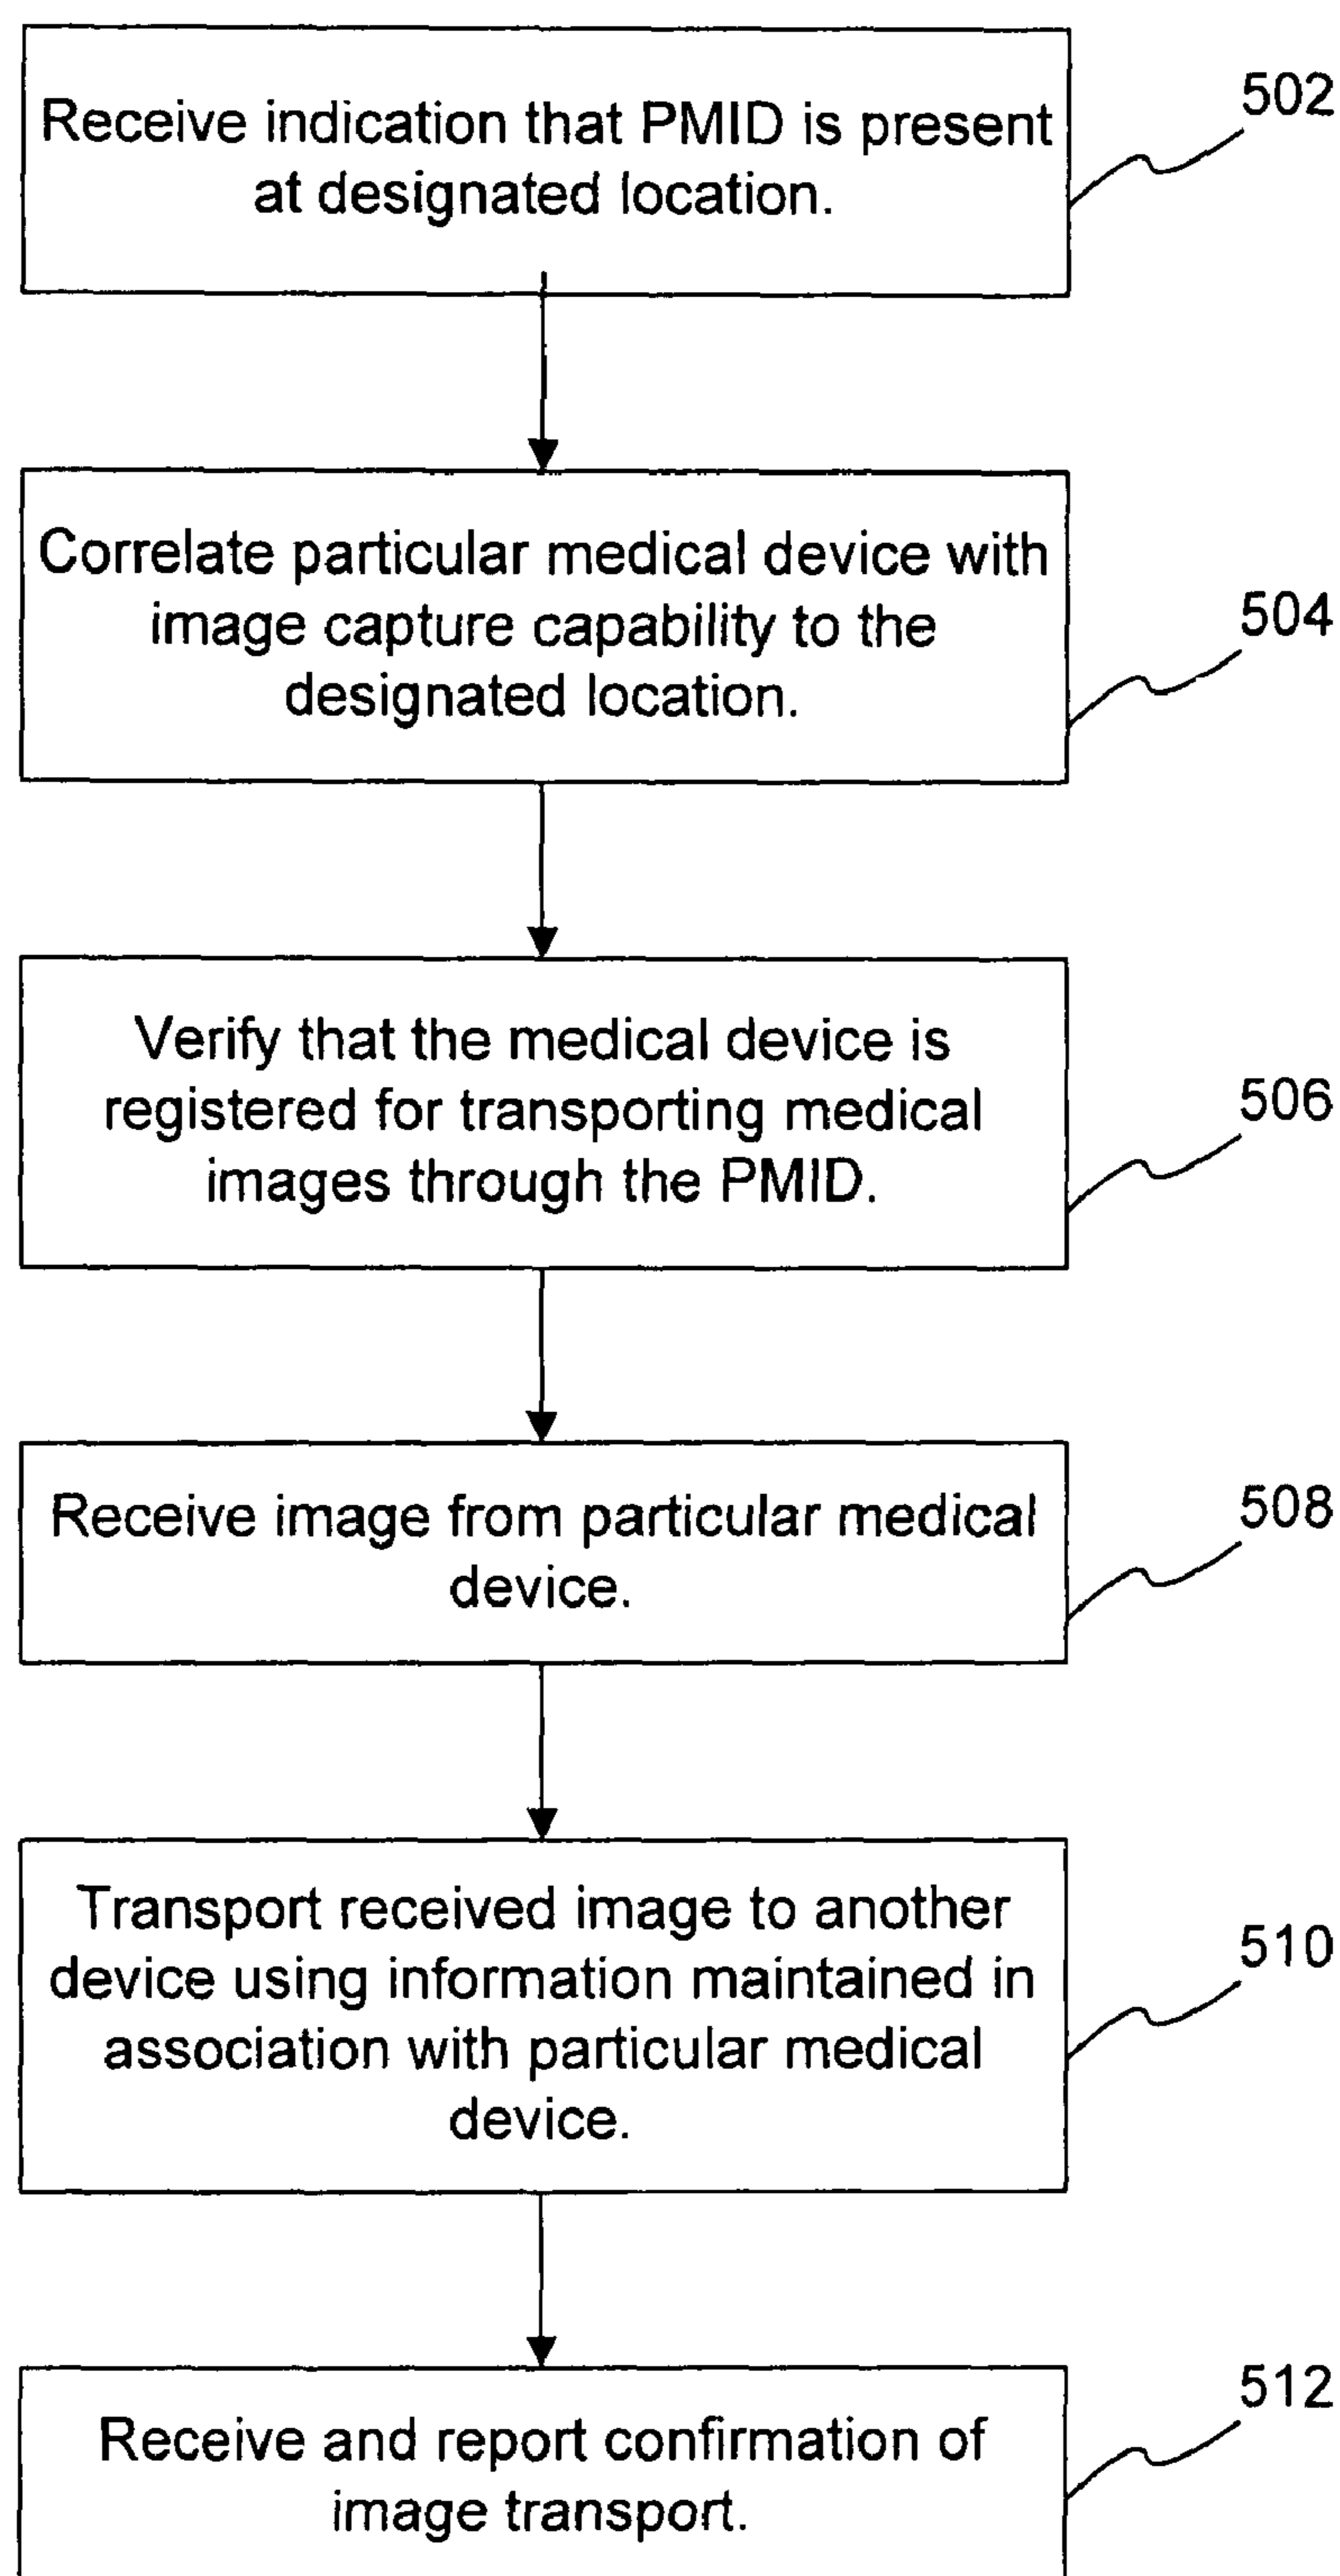 Receive indication that PMID is present
at designated location.
502
Correlate particular medical device with
image capture capability to the
designated location.
504
Verify that the medical device is
registered for transporting medical
images through the PMID.
506
Receive image from particular medical
device.
508
Transport received image to another
device using information maintained in
association with particular medical
device.
510
Receive and report confirmation of
image transport.
512